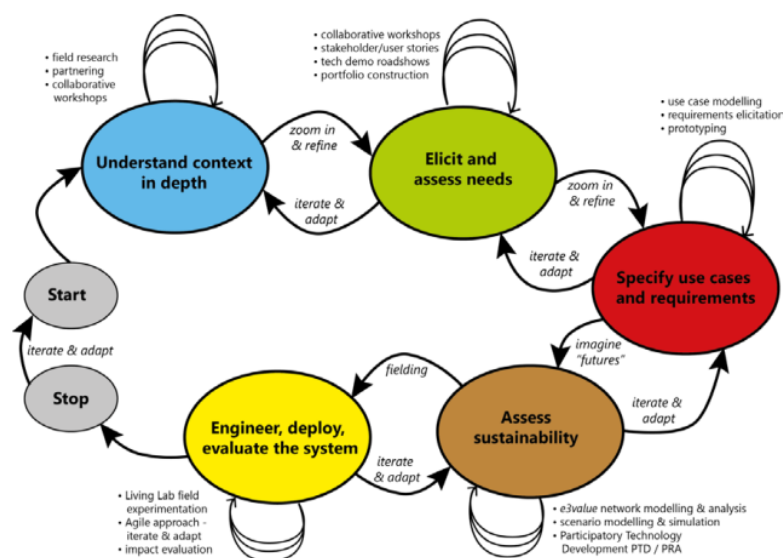 • field research
• partnering
• collaborative
workshops
• collaborative workshops
• stakeholder/user stories
• tech demo roadshows
• portfolio construction
• use case modelling
• requirements elicitation
• prototyping
Understand context
in depth
zoom in
& refine
iterate &
adapt
Elicit and
assess needs
zoom in
& refine
iterate &
adapt
Specify use cases
and requirements
Start
iterate & adapt
Stop
imagine
"futures"
iterate &
adapt
fielding
Engineer, deploy,
evaluate the system
iterate
& adapt
Assess
sustainability
• Living Lab field
experimentation
• Agile approach -
iterate & adapt
• impact evaluation
• e3value network modelling & analysis
• scenario modelling & simulation
• Participatory Technology
Development PTD / PRA